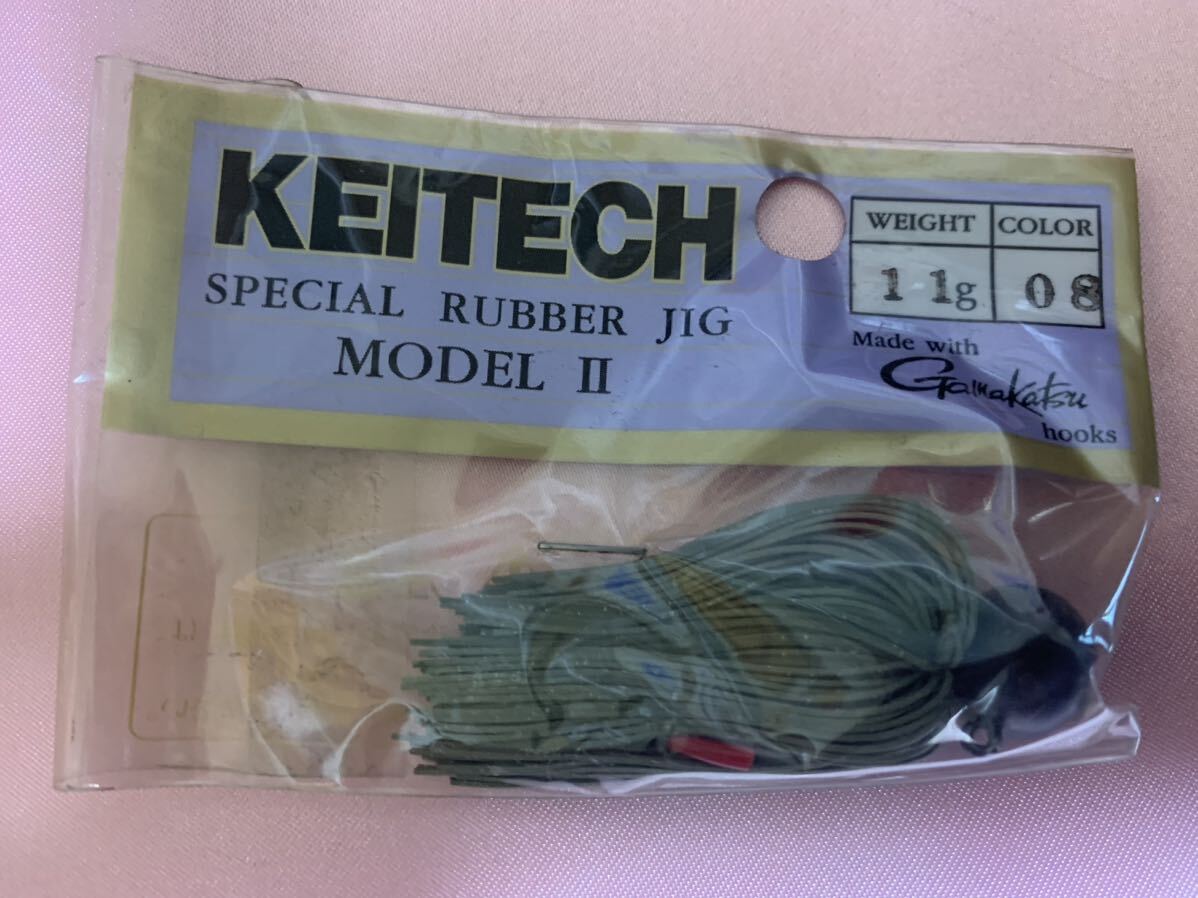 KEITECH
SPECIAL RUBBER JIG
MODEL II
WEIGHT COLOR
11g 08
Made with
Gamakatsu
hooks